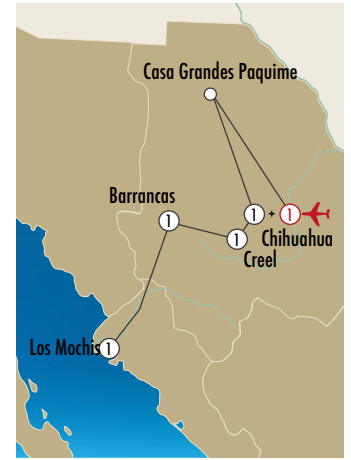 Casa Grandes Paquime
Barrancas
1
1 + 1
1
Chihuahua
Creel
Los Mochis 1